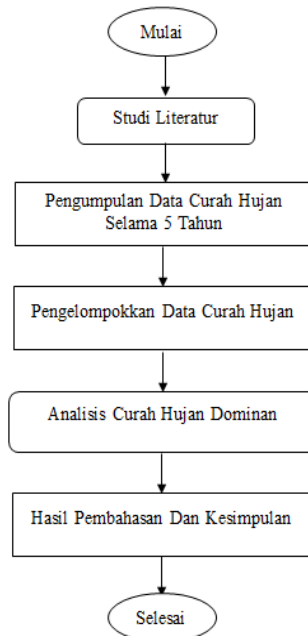 Mulai
Studi Literatur
Pengumpulan Data Curah Hujan
Selama 5 Tahun
Pengelompokkan Data Curah Hujan
Analisis Curah Hujan Dominan
Hasil Pembahasan Dan Kesimpulan
Selesai